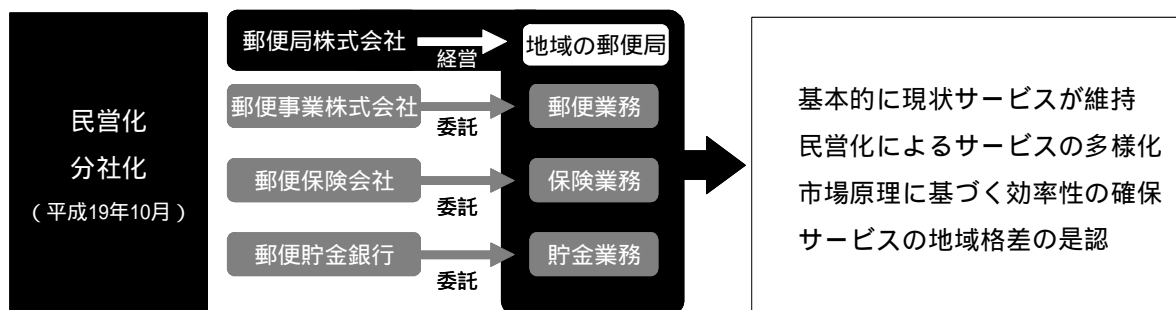 民営化
分社化
（平成19年10月）
郵便局株式会社
経営
地域の郵便局
郵便事業株式会社
委託
郵便業務
郵便保険会社
委託
保険業務
郵便貯金銀行
委託
貯金業務
基本的に現状サービスが維持
民営化によるサービスの多様化
市場原理に基づく効率性の確保
サービスの地域格差の是認